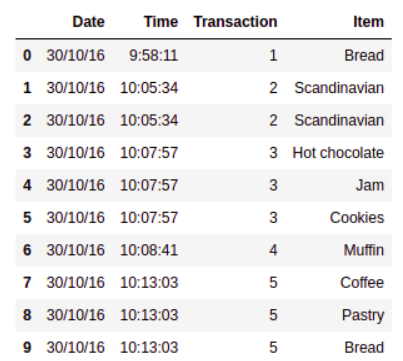 Date Time Transaction Item
0 30/10/16 9:58:11 1 Bread
1 30/10/16 10:05:34 2 Scandinavian
2 30/10/16 10:05:34 2 Scandinavian
3 30/10/16 10:07:57 3 Hot chocolate
4 30/10/16 10:07:57 3 Jam
5 30/10/16 10:07:57 3 Cookies
6 30/10/16 10:08:41 4 Muffin
7 30/10/16 10:13:03 5 Coffee
8 30/10/16 10:13:03 5 Pastry
9 30/10/16 10:13:03 5 Bread